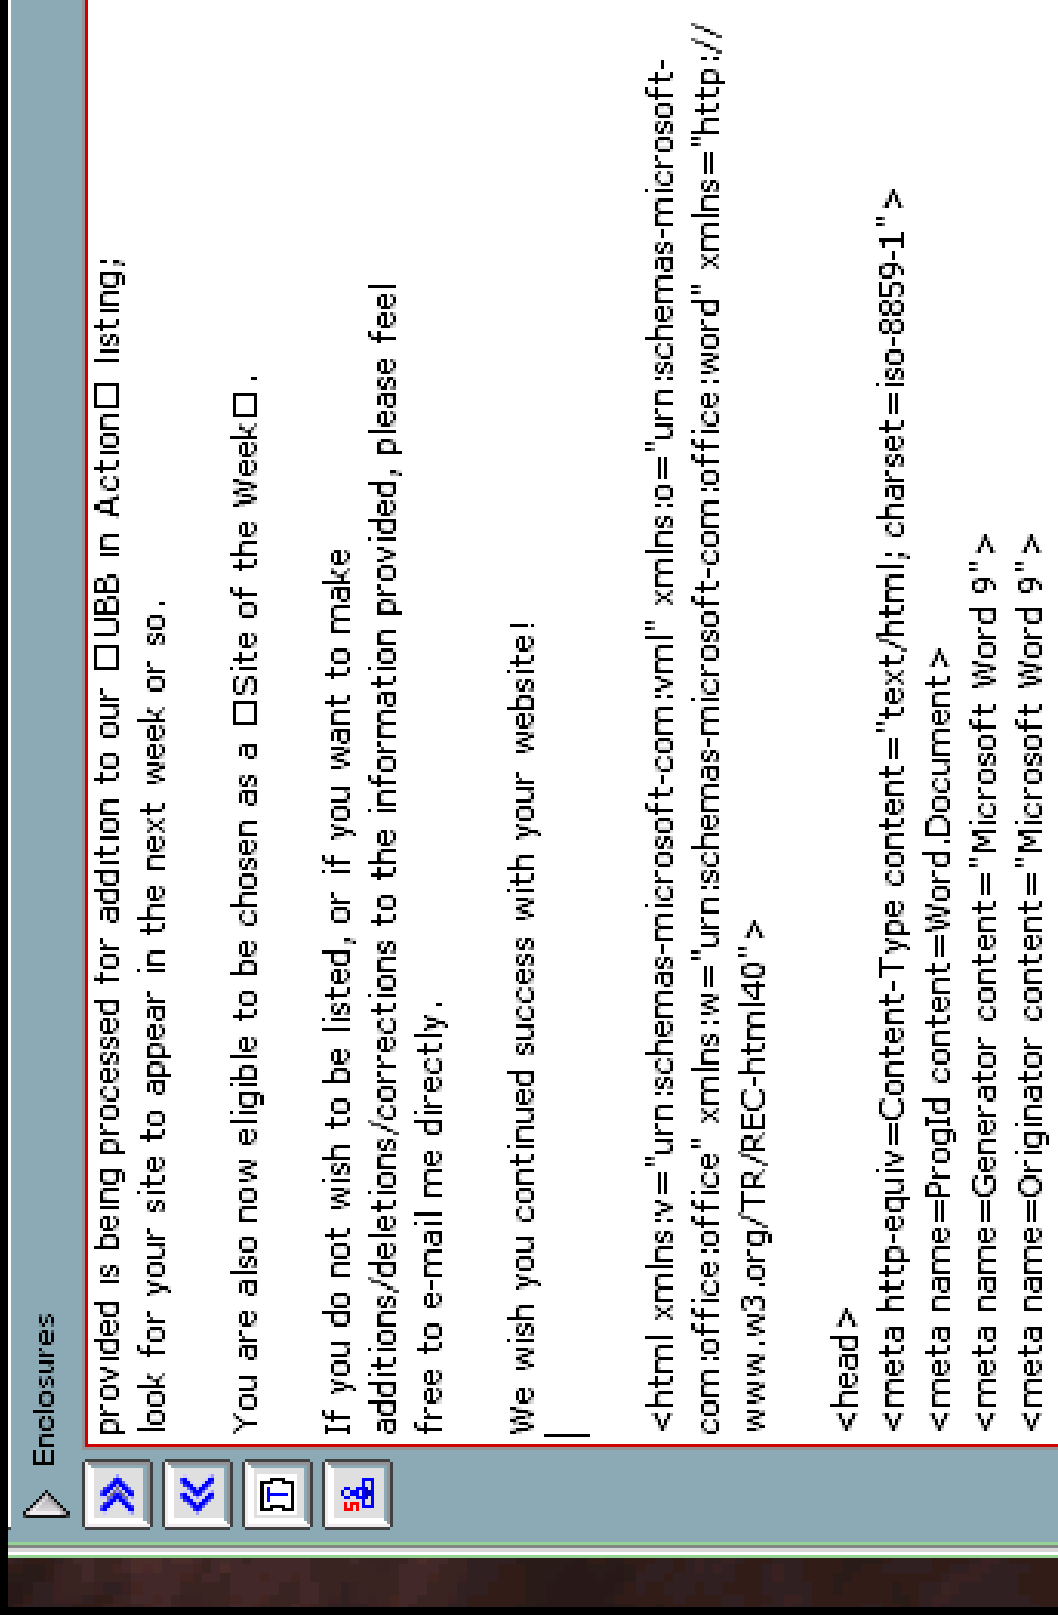 Enclosures
provided is being processed for addition to our □UBB in Action□ listing;
look for your site to appear in the next week or so.
You are also now eligible to be chosen as a □Site of the Week□.
If you do not wish to be listed, or if you want to make
additions/deletions/corrections to the information provided, please feel
free to e-mail me directly.
We wish you continued success with your website!
<html xmlns:v="urn:schemas-microsoft-com:vml" xmlns:o="urn:schemas-microsoft-
com:office:office" xmlns:w="urn:schemas-microsoft-com:office:word" xmlns="http://
www.w3.org/TR/REC-html40">
<head>
<meta http-equiv=Content-Type content="text/html; charset=iso-8859-1">
<meta name=ProgId content=Word.Document>
<meta name=Generator content="Microsoft Word 9">
<meta name=Originator content="Microsoft Word 9">